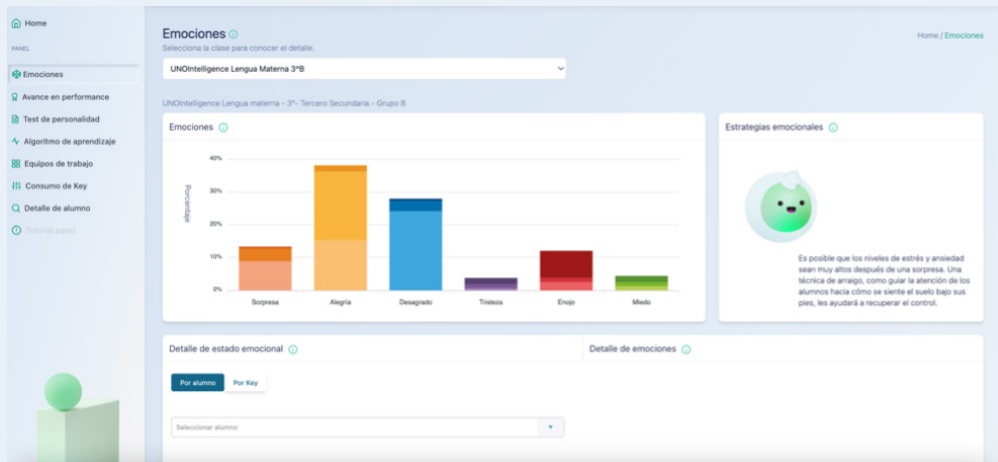 Home
PANEL
Emociones
Avance en performance
Test de personalidad
Algoritmo de aprendizaje
Equipos de trabajo
Consumo de Key
Detalle de alumno
Tutorial panel
Emociones
Home / Emociones
Selecciona la clase para conocer el detalle.
UNOIntelligence Lengua Materna 3ºB
UNOIntelligence Lengua materna - 3º- Tercero Secundaria - Grupo B
Emociones
Porcentaje
40%
30%
20%
10%
0%
Sorpresa
Alegría
Desagrado
Tristeza
Enojo
Miedo
Estrategias emocionales
Es posible que los niveles de estrés y ansiedad
sean muy altos después de una sorpresa. Una
técnica de arraigo, como guiar la atención de los
alumnos hacia cómo se siente el suelo bajo sus
pies, les ayudará a recuperar el control.
Detalle de estado emocional
Por alumno
Por Key
Seleccionar alumno
Detalle de emociones